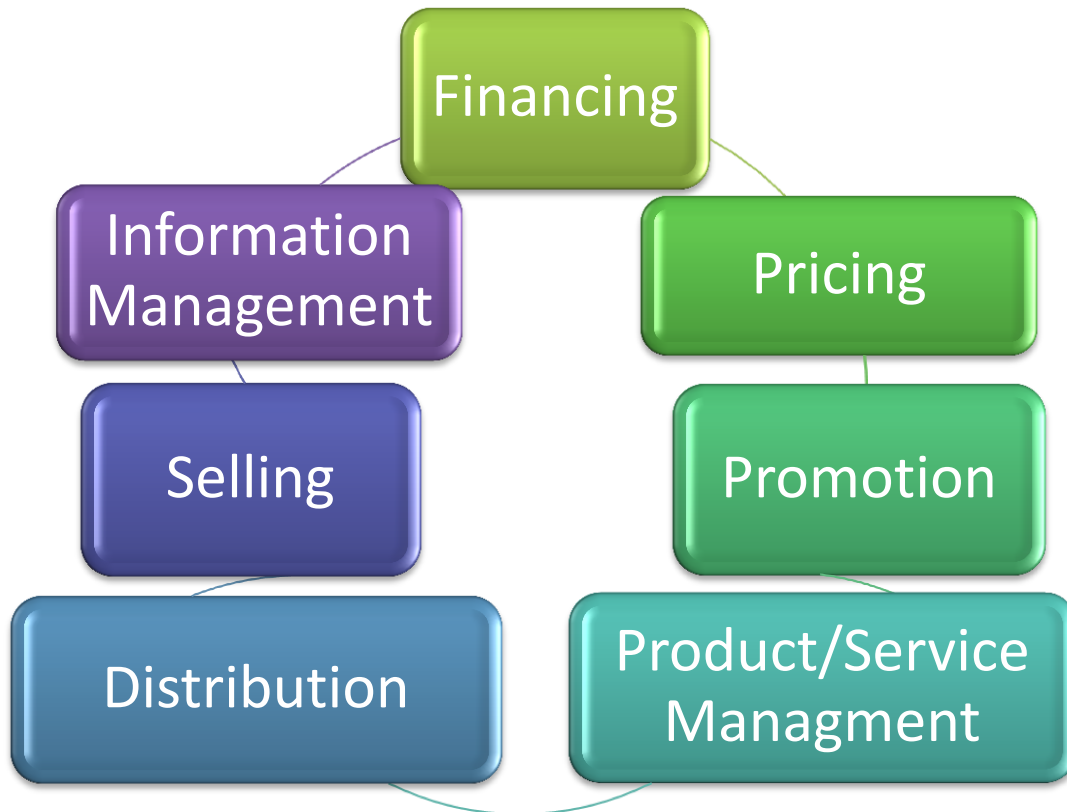 Financing
Information
Management
Pricing
Selling
Promotion
Distribution
Product/Service
Managment